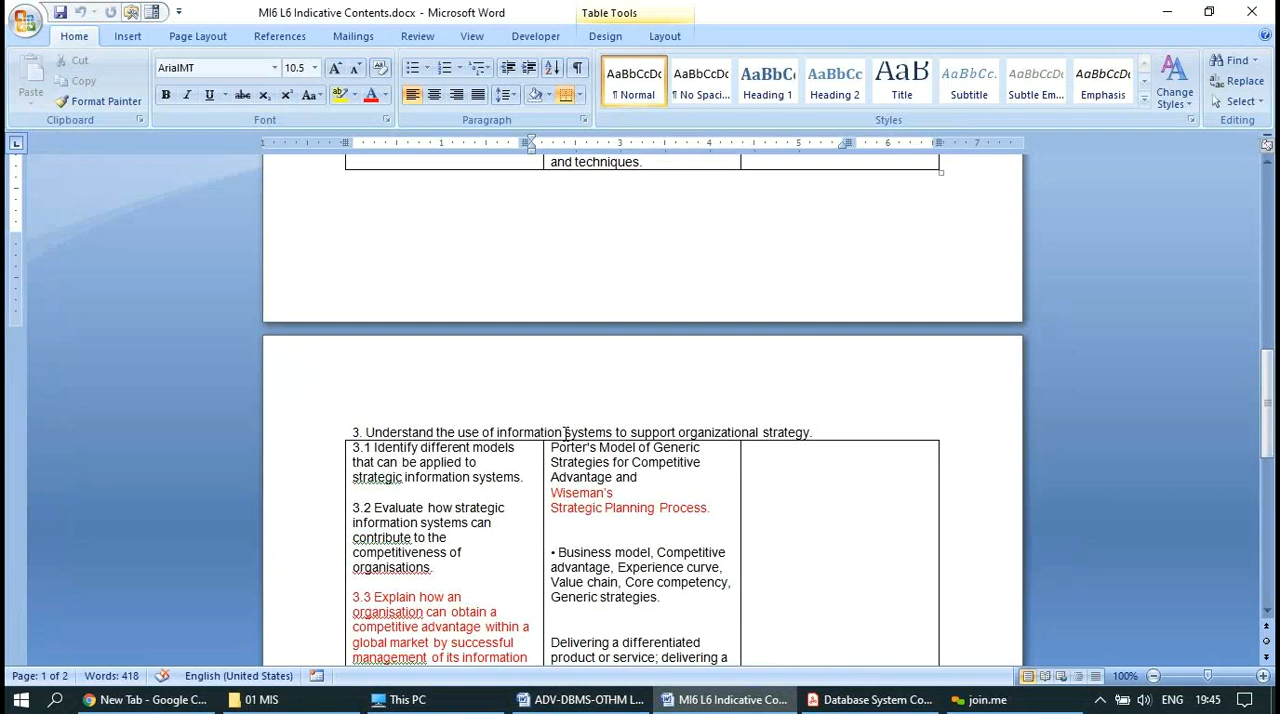 MI6 L6 Indicative Contents.docx - Microsoft Word
Table Tools
Home
Insert
Page Layout
References
Mailings
Review
View
Developer
Design
Layout
Paste
Cut
Copy
Format Painter
Clipboard
ArialMT
10.5
Font
Paragraph
AaBbCcDc
¶ Normal
AaBbCcDc
¶ No Spaci...
AaBbCc
Heading 1
AaBbCc
Heading 2
AaB
Title
AaBbCc.
Subtitle
AaBbCcDc
Subtle Em...
AaBbCcDc
Emphasis
Change
Styles
Styles
Find
Replace
Select
Editing
1 1 3 4 5 6 7
and techniques.
3. Understand the use of information systems to support organizational strategy.
3.1 Identify different models
that can be applied to
strategic information systems.
3.2 Evaluate how strategic
information systems can
contribute to the
competitiveness of
organisations.
3.3 Explain how an
organisation can obtain a
competitive advantage within a
global market by successful
management of its information
Porter's Model of Generic
Strategies for Competitive
Advantage and
Wiseman's
Strategic Planning Process.
• Business model, Competitive
advantage, Experience curve,
Value chain, Core competency,
Generic strategies.
Delivering a differentiated
product or service; delivering a
Page: 1 of 2
Words: 418
English (United States)
100%
New Tab - Google C...
01 MIS
This PC
ADV-DBMS-OTHM L...
MI6 L6 Indicative Co...
Database System Co...
join.me
ENG
19:45